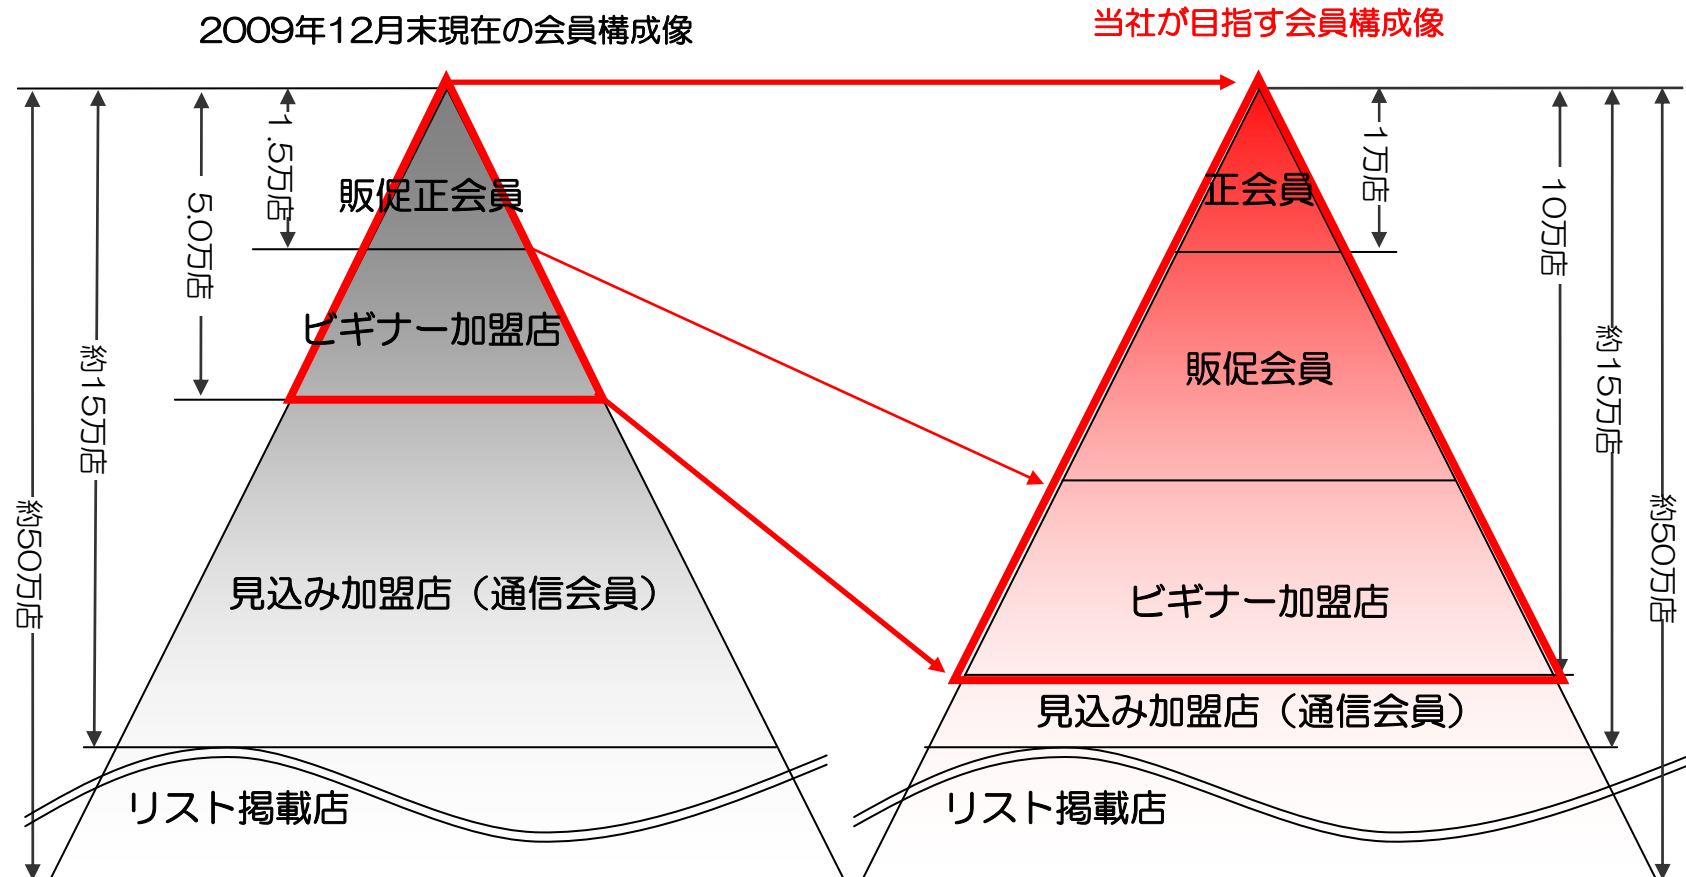 2009年12月末現在の会員構成像
当社が目指す会員構成像
1.5万店
5.0万店
約15万店
約50万店
販促正会員
ビギナー加盟店
見込み加盟店（通信会員）
リスト掲載店
正会員
販促会員
ビギナー加盟店
見込み加盟店（通信会員）
リスト掲載店
1万店
10万店
約15万店
約50万店